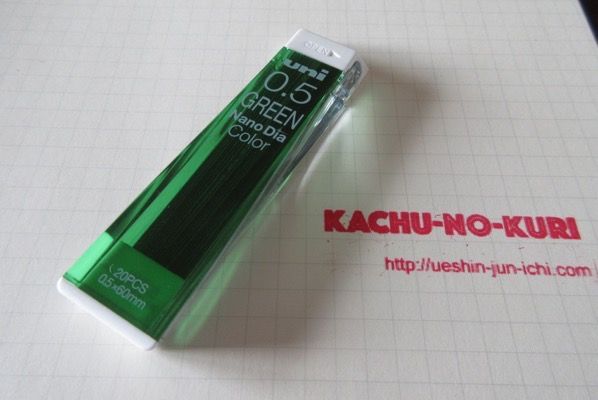 OPEN
uni
0.5
GREEN
Nano Dia
Color
20PCS
0.5×60mm
KACHU-NO-KURI
http://ueshin-jun-ichi.com